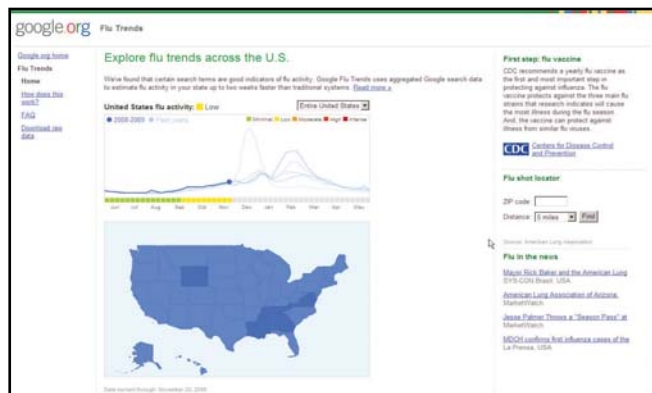 google.org Flu Trends
Google.org home
Flu Trends
Home
How does this
work?
FAQ
Download raw
data
Explore flu trends across the U.S.
We've found that certain search terms are good indicators of flu activity. Google Flu Trends uses aggregated Google search data
to estimate flu activity in your state up to two weeks faster than traditional systems. Read more »
United States flu activity: Low
Entire United States
2008-2009 Past years
Minimal Low Moderate High Intense
Jun Jul Aug Sep Oct Nov Dec Jan Feb Mar Apr May
Data current through: November 22, 2008
First step: flu vaccine
CDC recommends a yearly flu vaccine as
the first and most important step in
protecting against influenza. The flu
vaccine protects against the three main flu
strains that research indicates will cause
the most illness during the flu season.
And, the vaccine can protect against
illness from similar flu viruses.
CDC Centers for Disease Control
and Prevention
Flu shot locator
ZIP code
Distance: 5 miles Find
Source: American Lung Association
Flu in the news
Mayor Rick Baker and the American Lung
SYS-CON Brasil, USA
American Lung Association of Arizona,
MarketWatch
Jesse Palmer Throws a "Season Pass" at
MarketWatch
MDCH confirms first influenza cases of the
La Prensa, USA